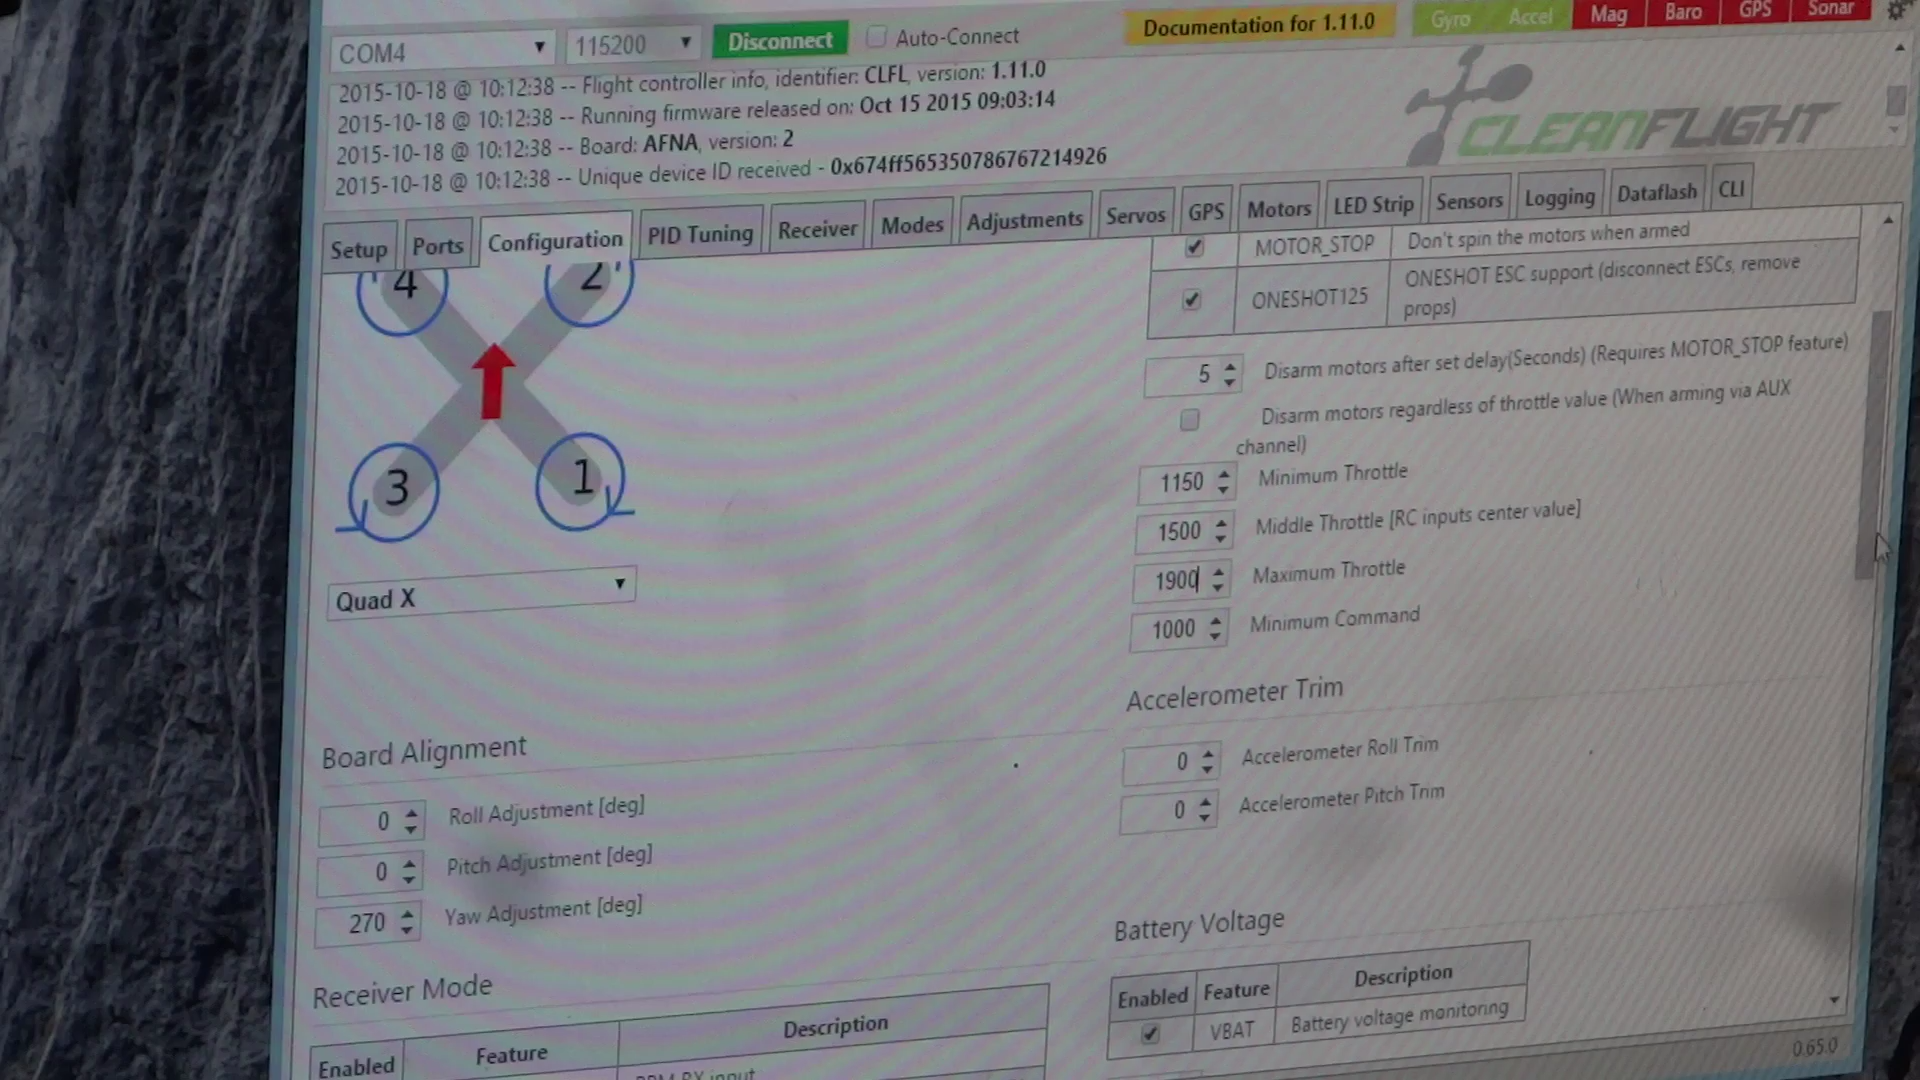 COM4
115200
Disconnect
Auto-Connect
Documentation for 1.11.0
Gyro
Accel
Mag
Baro
GPS
Sonar
2015-10-18 @ 10:12:38 -- Flight controller info, identifier: CLFL, version: 1.11.0
2015-10-18 @ 10:12:38 -- Running firmware released on: Oct 15 2015 09:03:14
2015-10-18 @ 10:12:38 -- Board: AFNA, version: 2
2015-10-18 @ 10:12:38 -- Unique device ID received - 0x674ff565350786767214926
CLEANFLIGHT
Setup
Ports
Configuration
PID Tuning
Receiver
Modes
Adjustments
Servos
GPS
Motors
LED Strip
Sensors
Logging
Dataflash
CLI
4
2
3
1
Quad X
MOTOR_STOP
Don't spin the motors when armed
ONESHOT125
ONESHOT ESC support (disconnect ESCs, remove
props)
5 Disarm motors after set delay(Seconds) (Requires MOTOR_STOP feature)
Disarm motors regardless of throttle value (When arming via AUX
channel)
1150 Minimum Throttle
1500 Middle Throttle [RC inputs center value]
1900 Maximum Throttle
1000 Minimum Command
Board Alignment
0 Roll Adjustment [deg]
0 Pitch Adjustment [deg]
270 Yaw Adjustment [deg]
Accelerometer Trim
0 Accelerometer Roll Trim
0 Accelerometer Pitch Trim
Receiver Mode
Enabled
Feature
Description
Battery Voltage
Enabled
Feature
Description
VBAT
Battery voltage monitoring
0.65.0